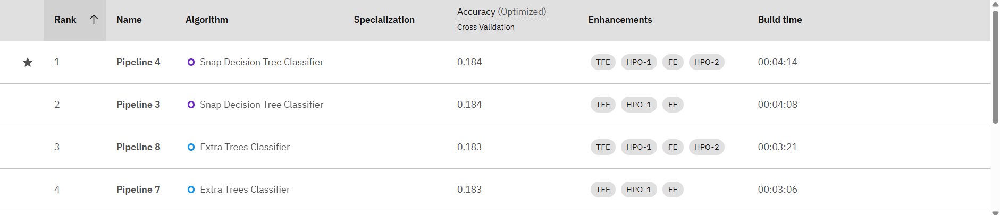 Rank Name Algorithm Specialization Accuracy (Optimized) Enhancements Build time
Cross Validation
1 Pipeline 4 Snap Decision Tree Classifier 0.184 TFE HPO-1 FE HPO-2 00:04:14
2 Pipeline 3 Snap Decision Tree Classifier 0.184 TFE HPO-1 FE 00:04:08
3 Pipeline 8 Extra Trees Classifier 0.183 TFE HPO-1 FE HPO-2 00:03:21
4 Pipeline 7 Extra Trees Classifier 0.183 TFE HPO-1 FE 00:03:06